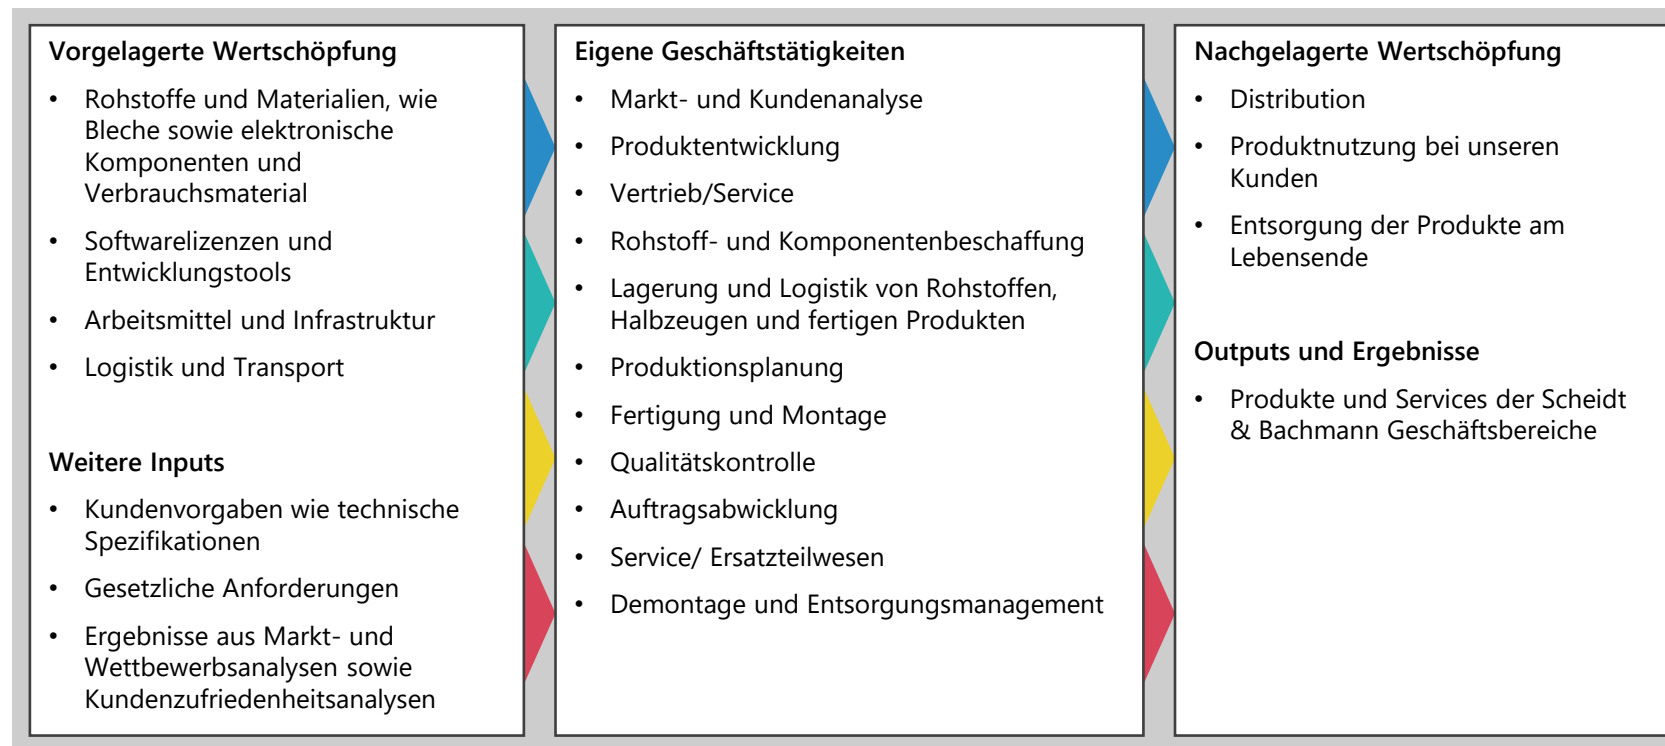 Vorgelagerte Wertschöpfung
• Rohstoffe und Materialien, wie
Bleche sowie elektronische
Komponenten und
Verbrauchsmaterial
• Softwarelizenzen und
Entwicklungstools
• Arbeitsmittel und Infrastruktur
• Logistik und Transport
Weitere Inputs
• Kundenvorgaben wie technische
Spezifikationen
• Gesetzliche Anforderungen
• Ergebnisse aus Markt- und
Wettbewerbsanalysen sowie
Kundenzufriedenheitsanalysen
Eigene Geschäftstätigkeiten
• Markt- und Kundenanalyse
• Produktentwicklung
• Vertrieb/Service
• Rohstoff- und Komponentenbeschaffung
• Lagerung und Logistik von Rohstoffen,
Halbzeugen und fertigen Produkten
• Produktionsplanung
• Fertigung und Montage
• Qualitätskontrolle
• Auftragsabwicklung
• Service/ Ersatzteilwesen
• Demontage und Entsorgungsmanagement
Nachgelagerte Wertschöpfung
• Distribution
• Produktnutzung bei unseren
Kunden
• Entsorgung der Produkte am
Lebensende
Outputs und Ergebnisse
• Produkte und Services der Scheidt
& Bachmann Geschäftsbereiche